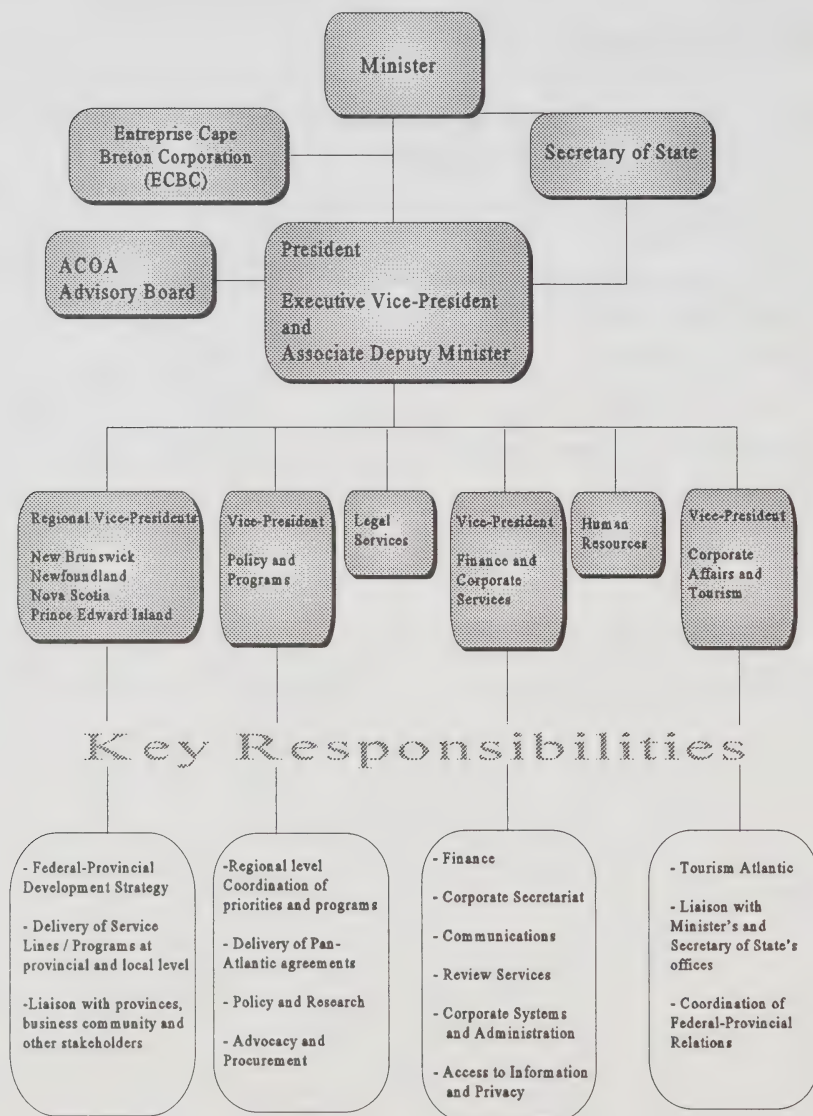 Minister
Entreprise Cape
Breton Corporation
(ECBC)
Secretary of State
ACOA
Advisory Board
President
Executive Vice-President
and
Associate Deputy Minister
Regional Vice-Presidents
New Brunswick
Newfoundland
Nova Scotia
Prince Edward Island
Vice-President
Policy and
Programs
Legal
Services
Vice-President
Finance and
Corporate
Services
Human
Resources
Vice-President
Corporate
Affairs and
Tourism
Key Responsibilities
- Federal-Provincial
Development Strategy
- Delivery of Service
Lines / Programs at
provincial and local level
-Liaison with provinces,
business community and
other stakeholders
-Regional level
Coordination of
priorities and programs
- Delivery of Pan-
Atlantic agreements
- Policy and Research
- Advocacy and
Procurement
- Finance
- Corporate Secretariat
- Communications
- Review Services
- Corporate Systems
and Administration
- Access to Information
and Privacy
- Tourism Atlantic
- Liaison with
Minister's and
Secretary of State's
offices
- Coordination of
Federal-Provincial
Relations